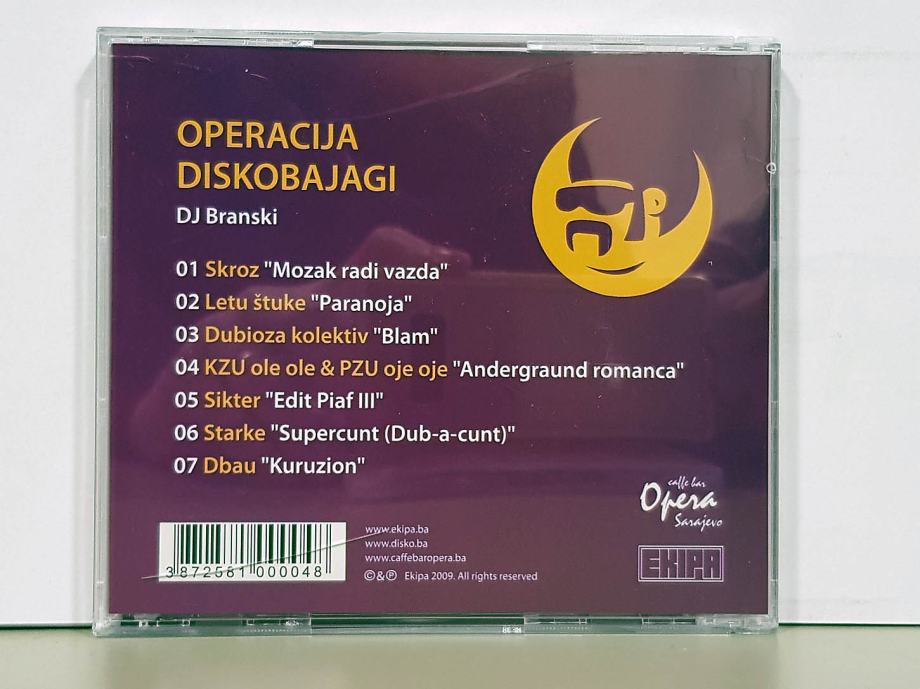 OPERACIJA
DISKOBAJAGI
DJ Branski
01 Skroz "Mozak radi vazda"
02 Letu štuke "Paranoja"
03 Dubioza kolektiv "Blam"
04 KZU ole ole & PZU oje oje "Andergraund romanca"
05 Sikter "Edit Piaf III"
06 Starke "Supercunt (Dub-a-cunt)"
07 Dbau "Kuruzion"
caffe bar
Opera
Sarajevo
EKIPA
www.ekipa.ba
www.disko.ba
www.caffebaropera.ba
©&℗ Ekipa 2009. All rights reserved
3 872561 000048